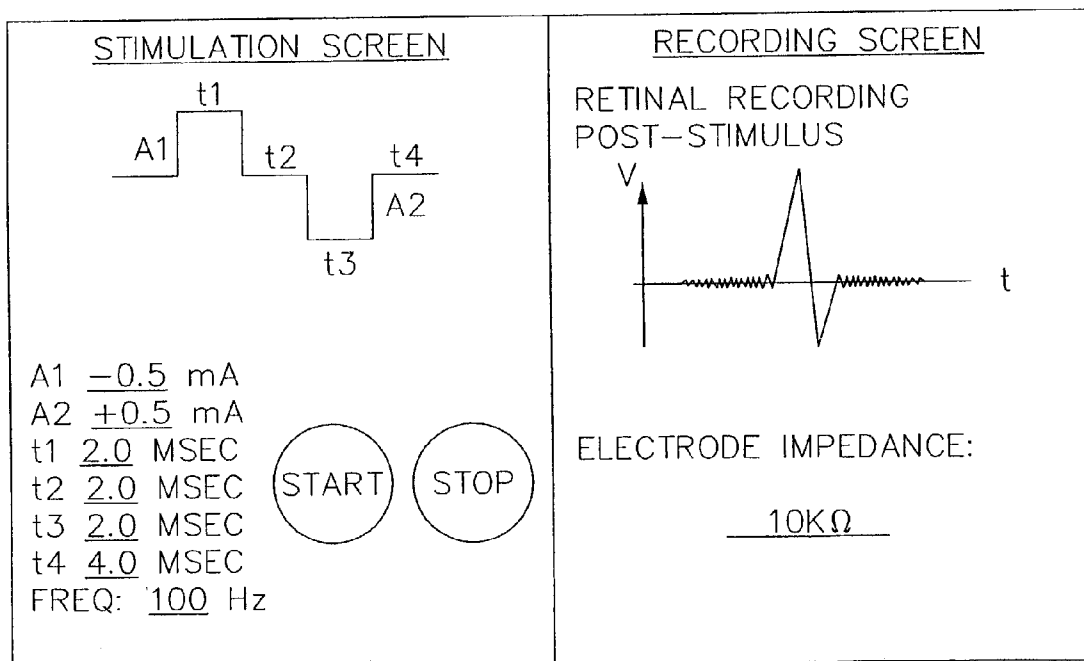 STIMULATION SCREEN
t1
A1
t2
t4
A2
t3
A1 −0.5 mA
A2 +0.5 mA
t1 2.0 MSEC
t2 2.0 MSEC
t3 2.0 MSEC
t4 4.0 MSEC
FREQ: 100 Hz
START
STOP
RECORDING SCREEN
RETINAL RECORDING
POST−STIMULUS
V
t
ELECTRODE IMPEDANCE:
10KΩ